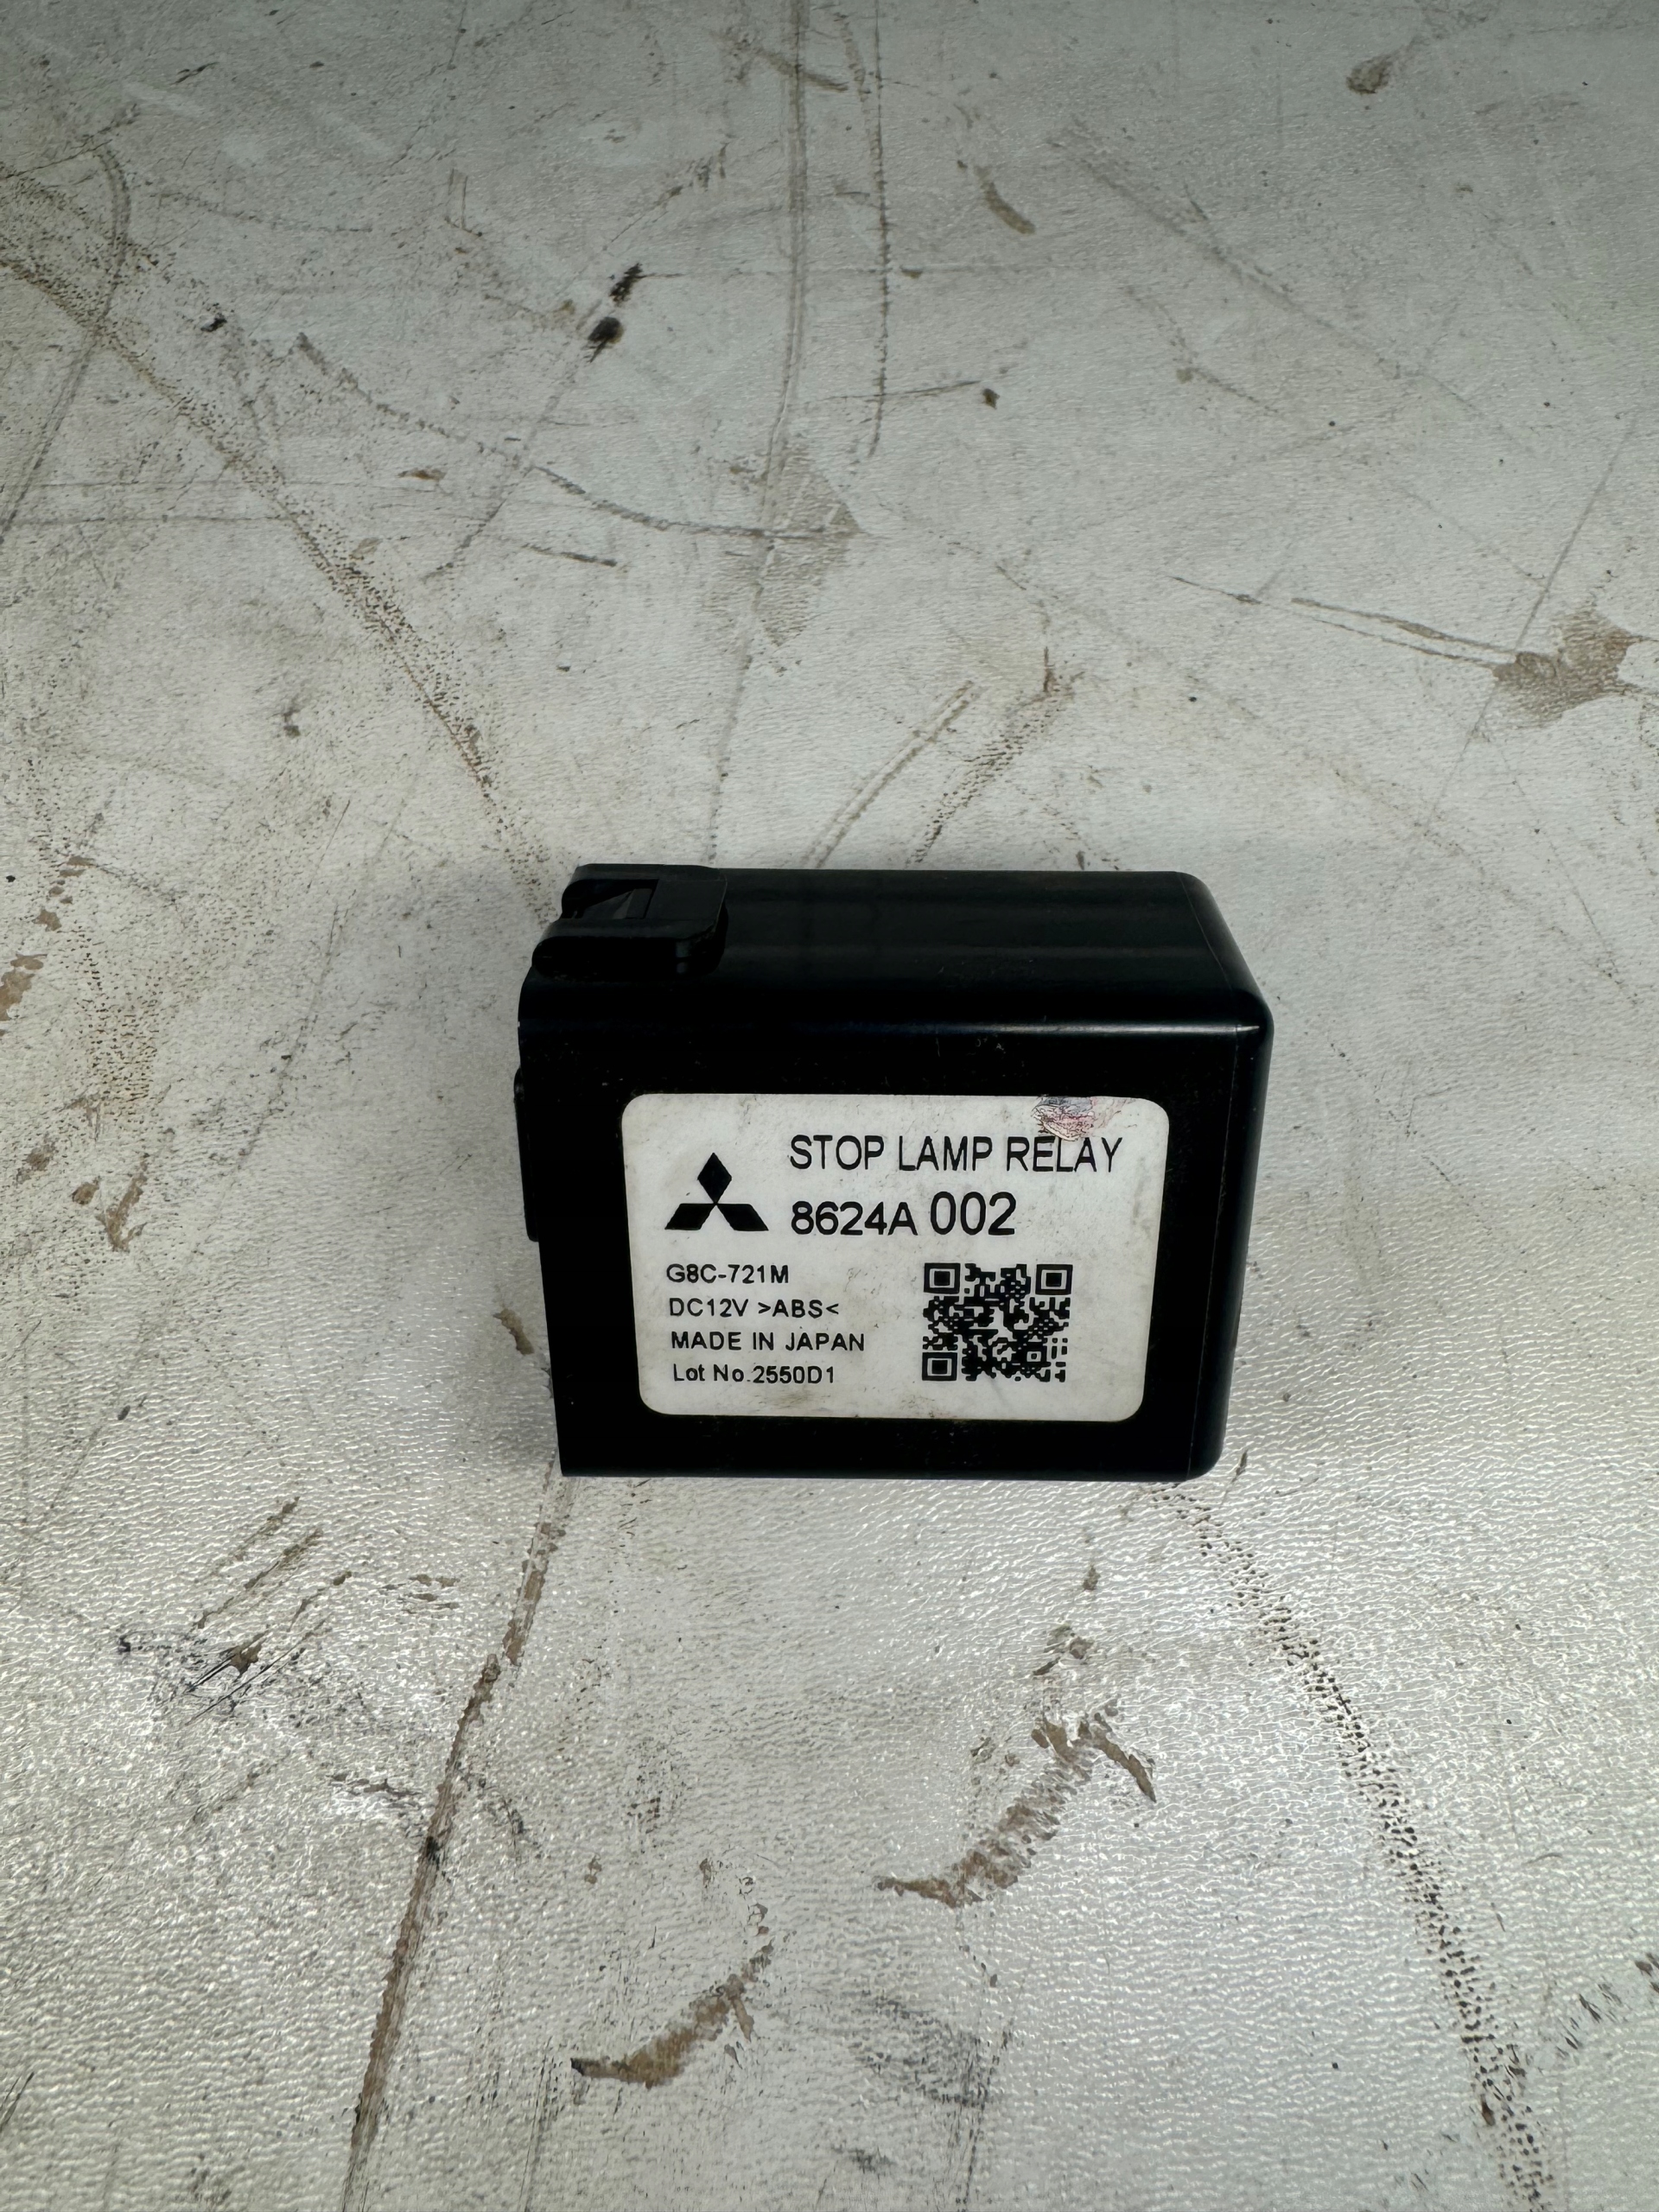 STOP LAMP RELAY
8624A 002
G8C-721M
DC12V >ABS<
MADE IN JAPAN
Lot No.2550D1